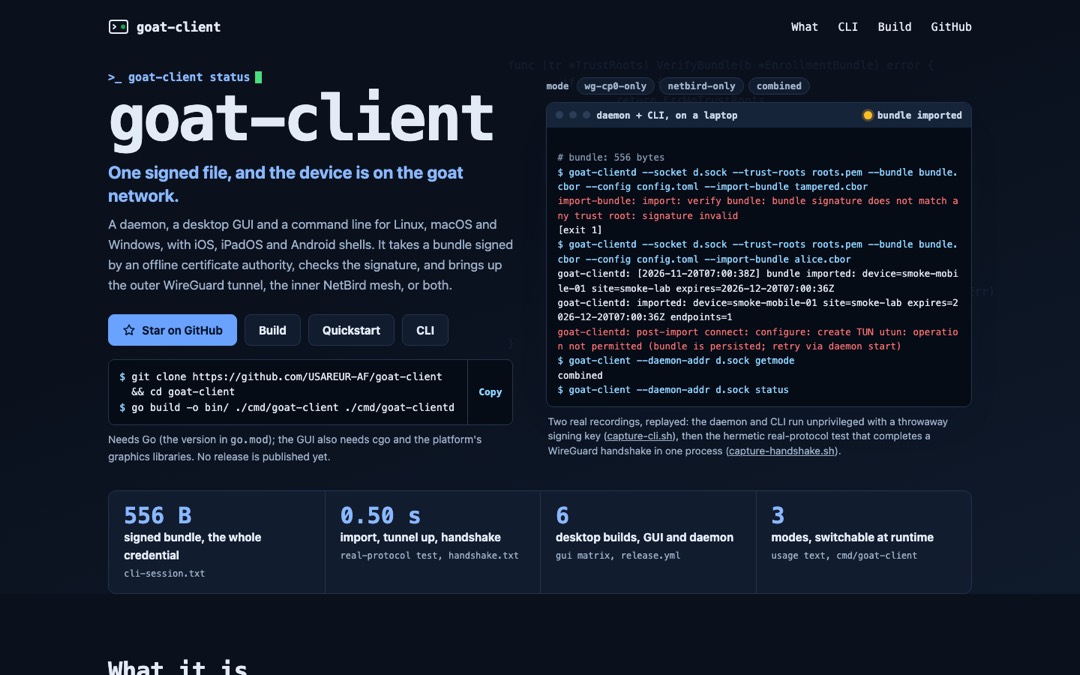 goat-client
What CLI Build GitHub
func (tr *TrustRoots) VerifyBundle(b *EnrollmentBundle) error {
>_ goat-client status
goat-client
One signed file, and the device is on the goat
network.
A daemon, a desktop GUI and a command line for Linux, macOS and
Windows, with iOS, iPadOS and Android shells. It takes a bundle signed
by an offline certificate authority, checks the signature, and brings up
the outer WireGuard tunnel, the inner NetBird mesh, or both.
Star on GitHub Build Quickstart CLI
$ git clone https://github.com/USAREUR-AF/goat-client
&& cd goat-client
$ go build -o bin/ ./cmd/goat-client ./cmd/goat-clientd
Copy
Needs Go (the version in go.mod); the GUI also needs cgo and the platform's
graphics libraries. No release is published yet.
mode wg-cp0-only netbird-only combined
daemon + CLI, on a laptop bundle imported
# bundle: 556 bytes
$ goat-clientd --socket d.sock --trust-roots roots.pem --bundle bundle.
cbor --config config.toml --import-bundle tampered.cbor
import-bundle: import: verify bundle: bundle signature does not match a
ny trust root: signature invalid
[exit 1]
$ goat-clientd --socket d.sock --trust-roots roots.pem --bundle bundle.
cbor --config config.toml --import-bundle alice.cbor
goat-clientd: [2026-11-20T07:00:38Z] bundle imported: device=smoke-mobi
le-01 site=smoke-lab expires=2026-12-20T07:00:36Z
goat-clientd: imported: device=smoke-mobile-01 site=smoke-lab expires=2
026-12-20T07:00:36Z endpoints=1
goat-clientd: post-import connect: configure: create TUN utun: operatio
n not permitted (bundle is persisted; retry via daemon start)
$ goat-client --daemon-addr d.sock getmode
combined
$ goat-client --daemon-addr d.sock status
Two real recordings, replayed: the daemon and CLI run unprivileged with a throwaway
signing key (capture-cli.sh), then the hermetic real-protocol test that completes a
WireGuard handshake in one process (capture-handshake.sh).
556 B
signed bundle, the whole
credential
cli-session.txt
0.50 s
import, tunnel up, handshake
real-protocol test, handshake.txt
6
desktop builds, GUI and daemon
gui matrix, release.yml
3
modes, switchable at runtime
usage text, cmd/goat-client
What it is